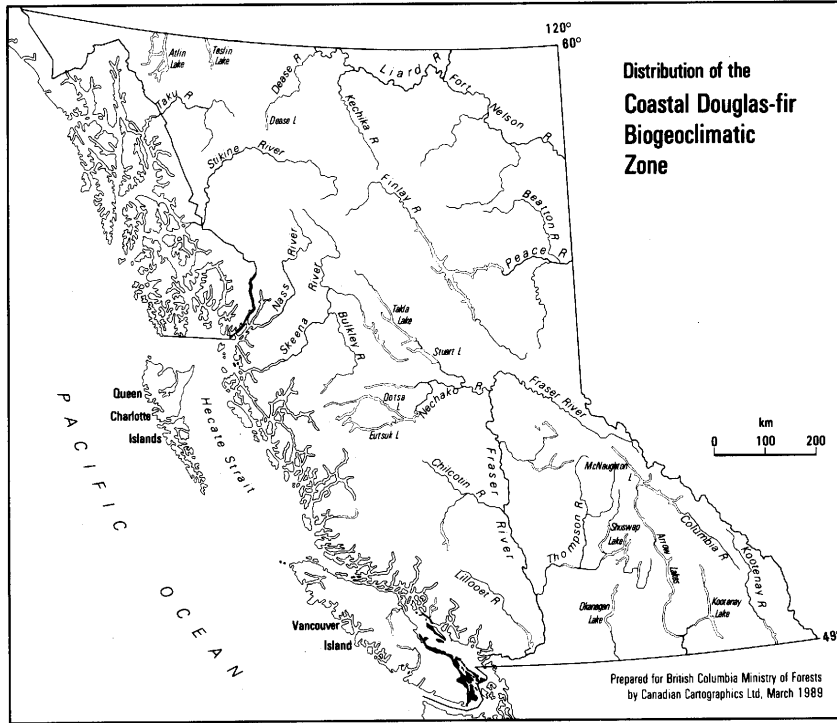 120°
60°
Distribution of the
Coastal Douglas-fir
Biogeoclimatic
Zone
Atlin
Lake
Teslin
Lake
Taku R
Dease R
Dease L
Liard R
Kechika R
Fort Nelson R
Stikine River
Finlay R
Beatton R
Peace R
Nass River
Skeena River
Bulkley R
Takla
Lake
Stuart L
Queen
Charlotte
Islands
Hecate Strait
Ootsa
L
Eutsuk L
Nechako R
Fraser River
km
0 100 200
PACIFIC OCEAN
Chilcotin R
Fraser River
McNaughton
L
Thompson R
Shuswap
Lake
Arrow Lakes
Columbia R
Kootenay R
Lillooet R
Okanagan
Lake
Kootenay
Lake
Vancouver
Island
49°
Prepared for British Columbia Ministry of Forests
by Canadian Cartographics Ltd, March 1989